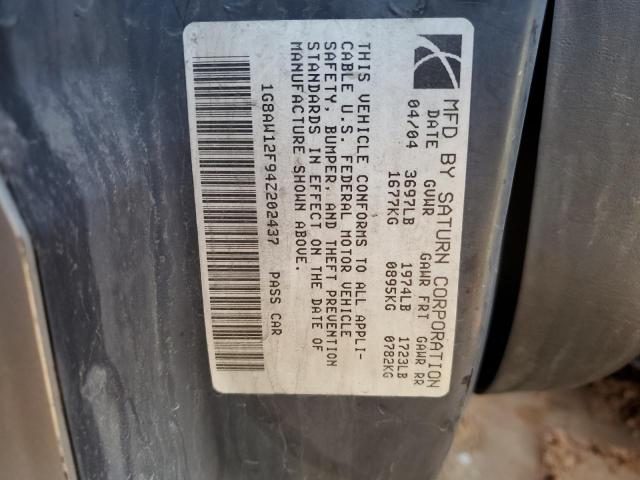 MFD BY SATURN CORPORATION
DATE GVWR GAWR FRT GAWR RR
04/04 3697LB 1974LB 1723LB
1677KG 0895KG 0782KG
THIS VEHICLE CONFORMS TO ALL APPLI-
CABLE U.S. FEDERAL MOTOR VEHICLE
SAFETY, BUMPER, AND THEFT PREVENTION
STANDARDS IN EFFECT ON THE DATE OF
MANUFACTURE SHOWN ABOVE.
1G8AW12F94Z202437 PASS CAR